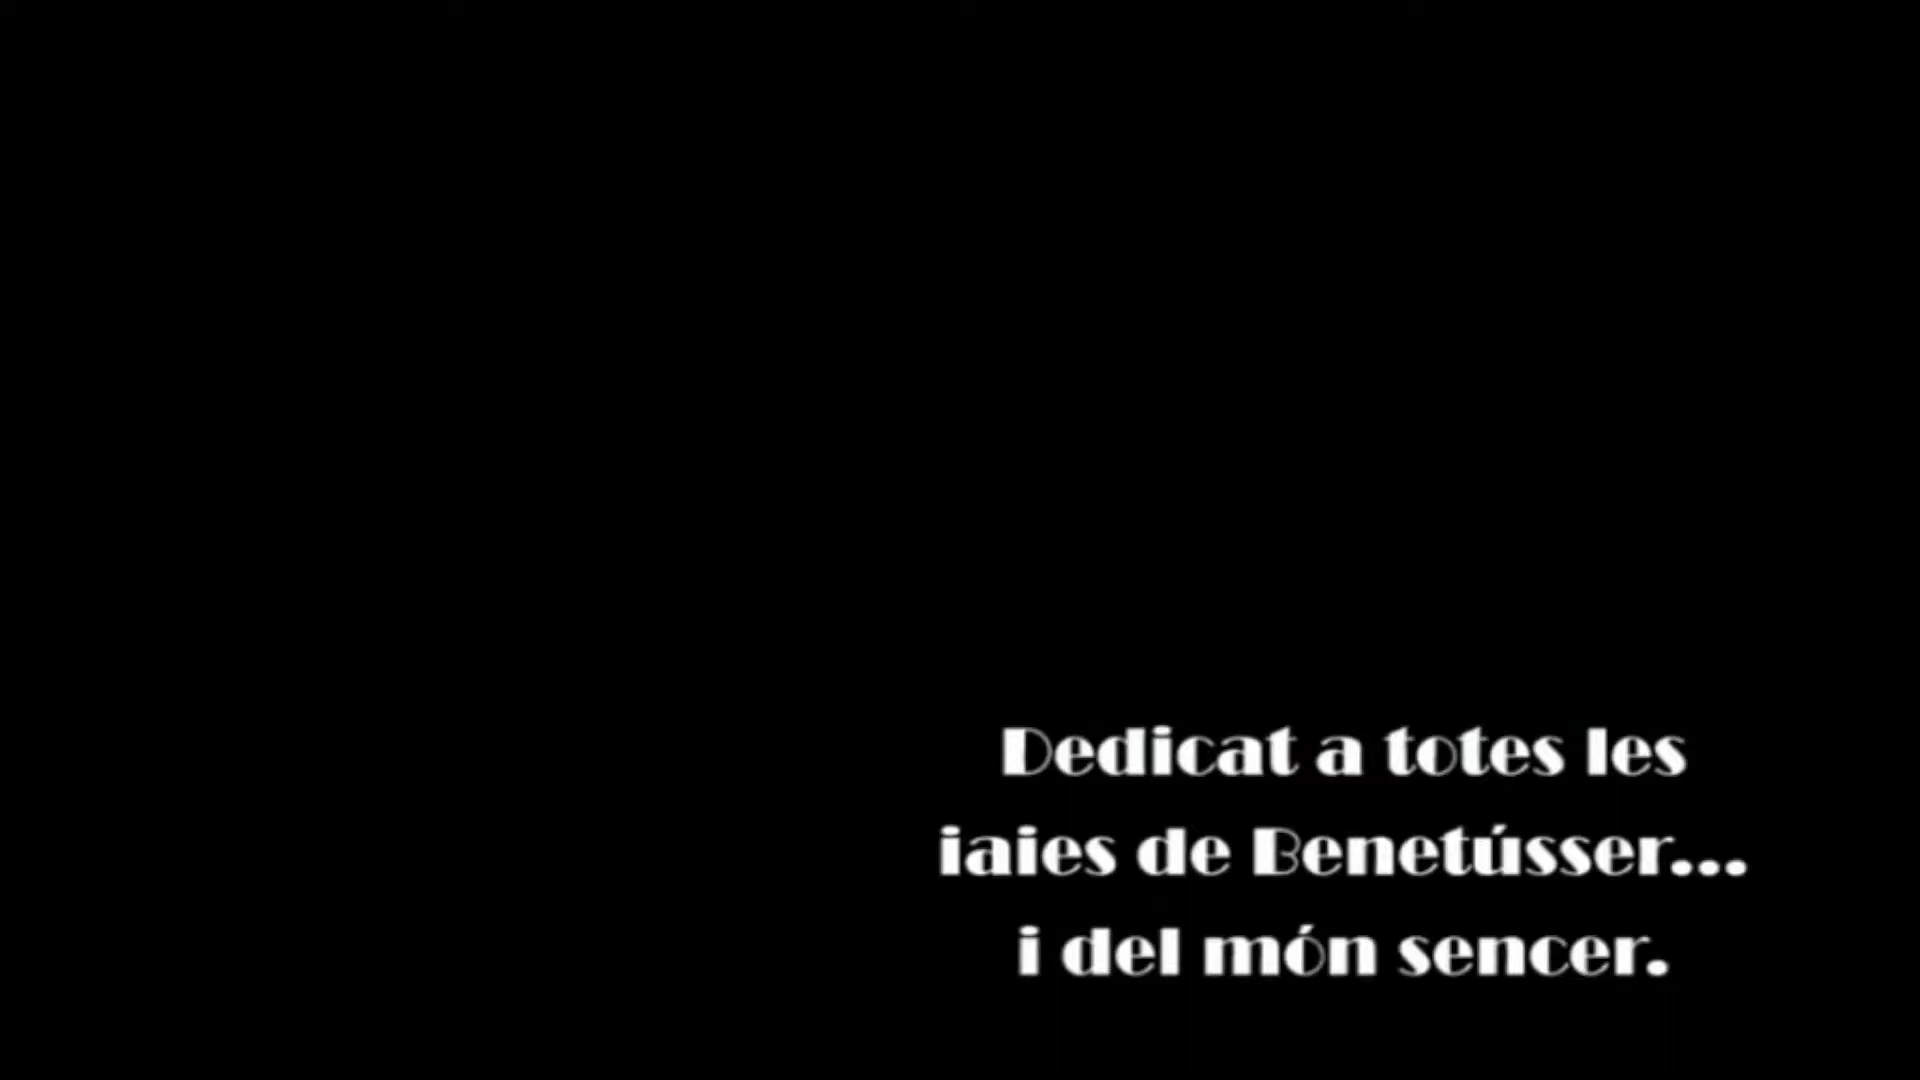 Dedicat a totes les
iaies de Benetússer...
i del món sencer.